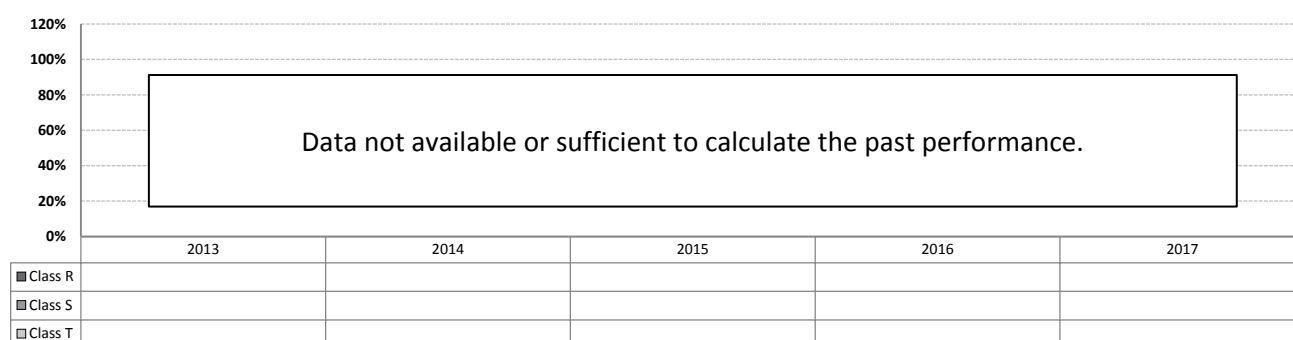 120%
100%
80%
60%
40%
20%
0%
Data not available or sufficient to calculate the past performance.
2013 2014 2015 2016 2017
Class R
Class S
Class T